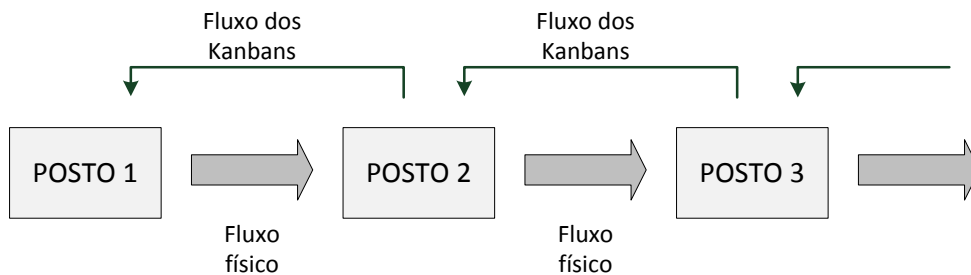 Fluxo dos
Kanbans
Fluxo dos
Kanbans
POSTO 1
POSTO 2
POSTO 3
Fluxo
físico
Fluxo
físico